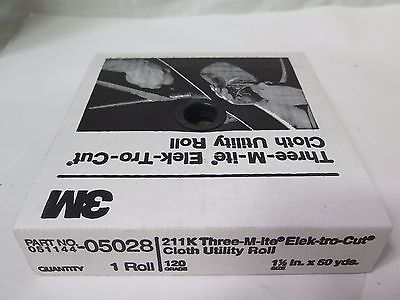 Three-M-ite® Elek-Tro-Cut®
Cloth Utility Roll
3M
PART NO. 051144-05028
211K Three-M-ite® Elek-tro-Cut®
Cloth Utility Roll
QUANTITY 1 Roll
120 GRADE
1½ in. x 50 yds. SIZE